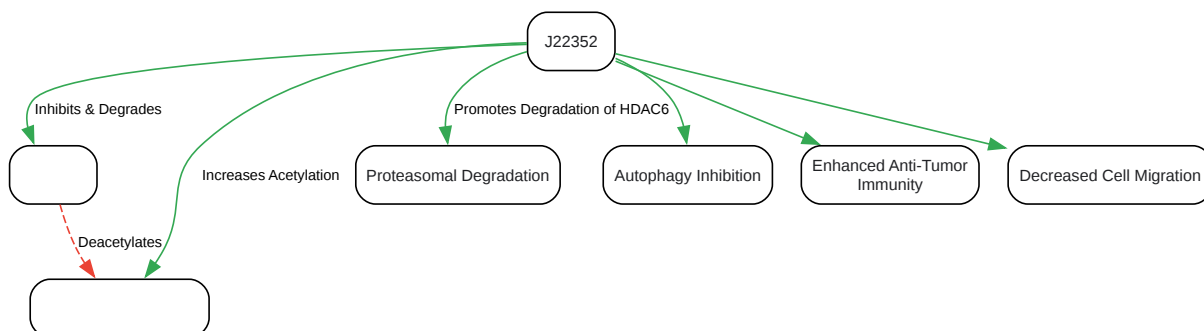 J22352
Inhibits & Degrades
Promotes Degradation of HDAC6
Increases Acetylation
Proteasomal Degradation
Autophagy Inhibition
Enhanced Anti-Tumor
Immunity
Decreased Cell Migration
Deacetylates